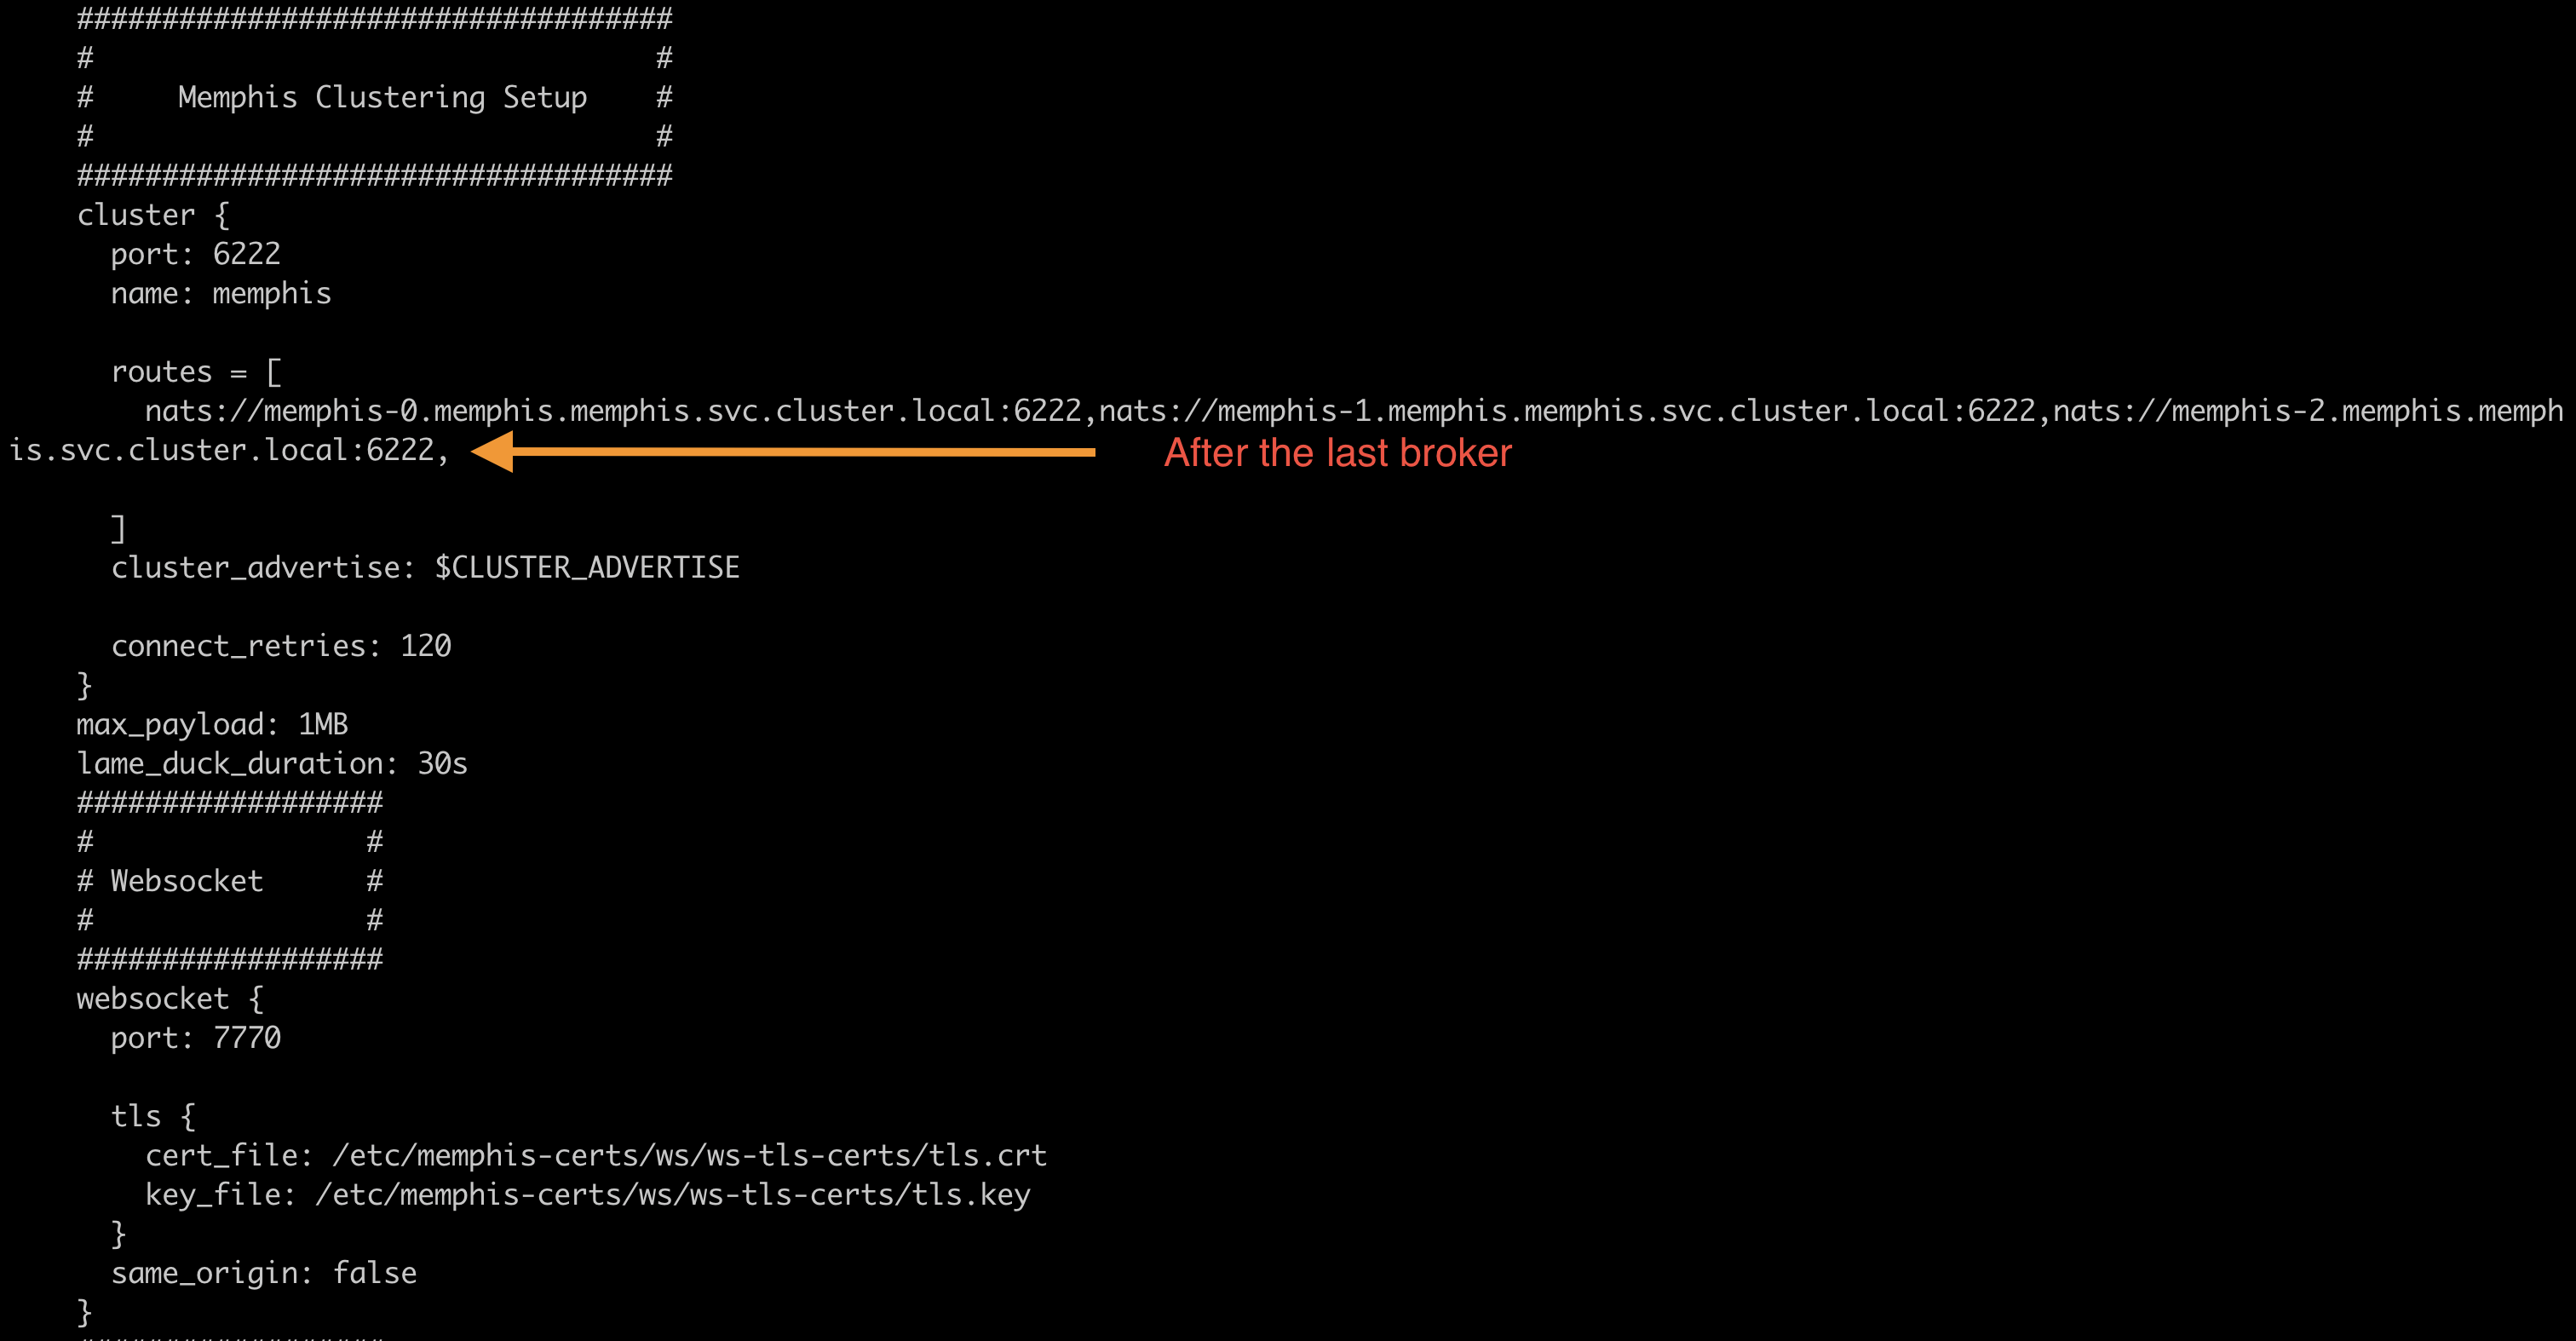 ###################################
#                                 #
#     Memphis Clustering Setup    #
#                                 #
###################################
cluster {
  port: 6222
  name: memphis

  routes = [
    nats://memphis-0.memphis.memphis.svc.cluster.local:6222,nats://memphis-1.memphis.memphis.svc.cluster.local:6222,nats://memphis-2.memphis.memph
is.svc.cluster.local:6222,
After the last broker

  ]
  cluster_advertise: $CLUSTER_ADVERTISE

  connect_retries: 120
}
max_payload: 1MB
lame_duck_duration: 30s
##################
#                #
# Websocket      #
#                #
##################
websocket {
  port: 7770

  tls {
    cert_file: /etc/memphis-certs/ws/ws-tls-certs/tls.crt
    key_file: /etc/memphis-certs/ws/ws-tls-certs/tls.key
  }
  same_origin: false
}
##################